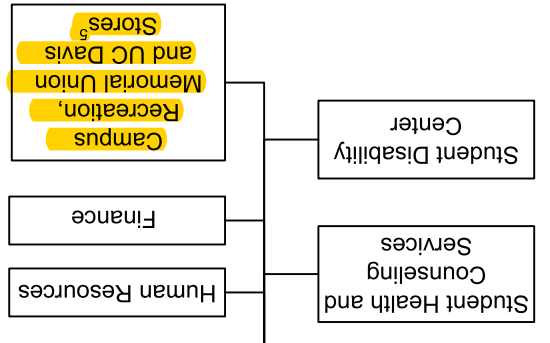 Student Health and
Counseling
Services
Human Resources
Student Disability
Center
Finance
Campus
Recreation,
Memorial Union
and UC Davis
Stores⁵